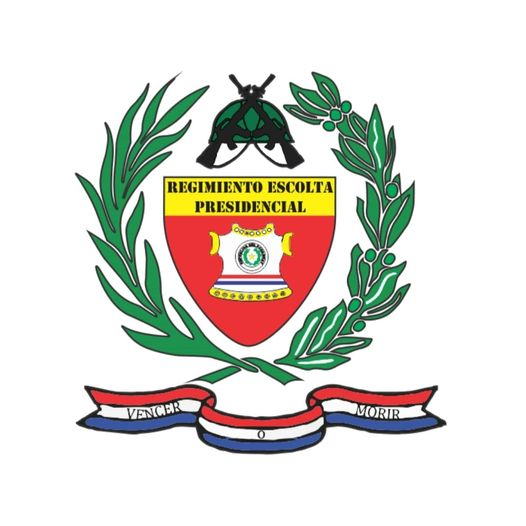 REGIMIENTO ESCOLTA
PRESIDENCIAL
VENCER
O
MORIR